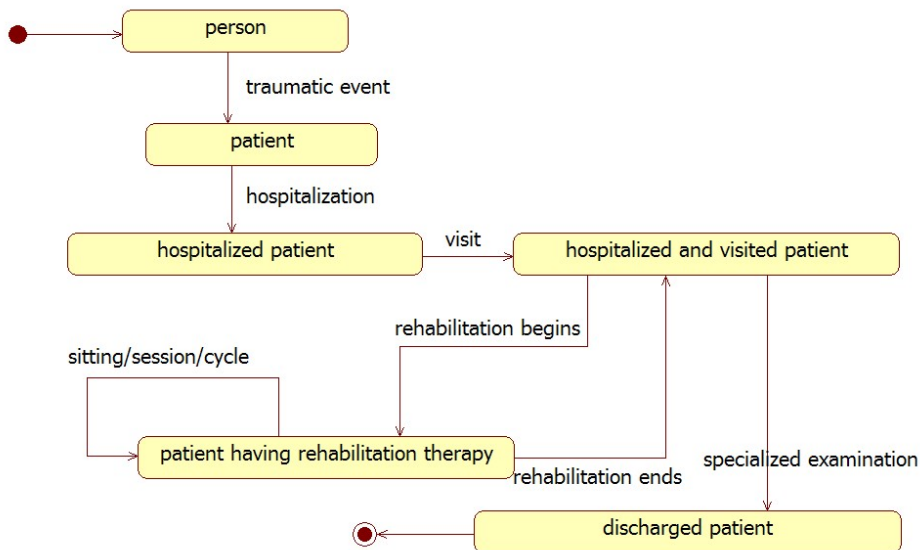 person
traumatic event
patient
hospitalization
hospitalized patient
visit
hospitalized and visited patient
rehabilitation begins
sitting/session/cycle
patient having rehabilitation therapy
rehabilitation ends
specialized examination
discharged patient